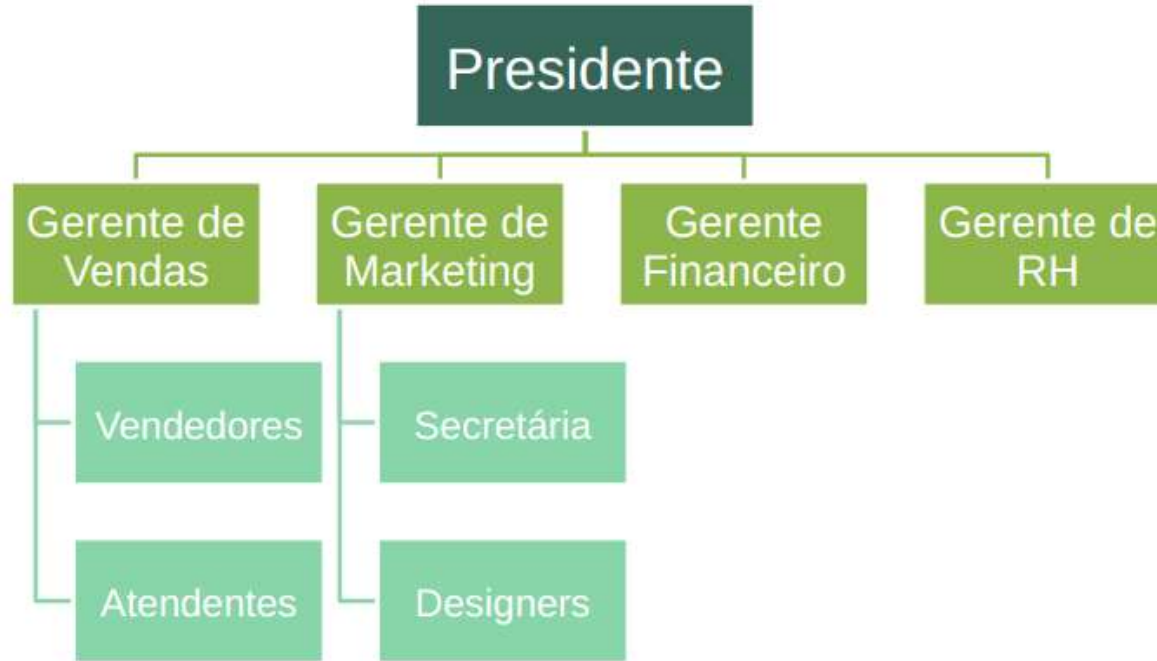 Presidente
Gerente de
Vendas
Gerente de
Marketing
Gerente
Financeiro
Gerente de
RH
Vendedores
Secretária
Atendentes
Designers